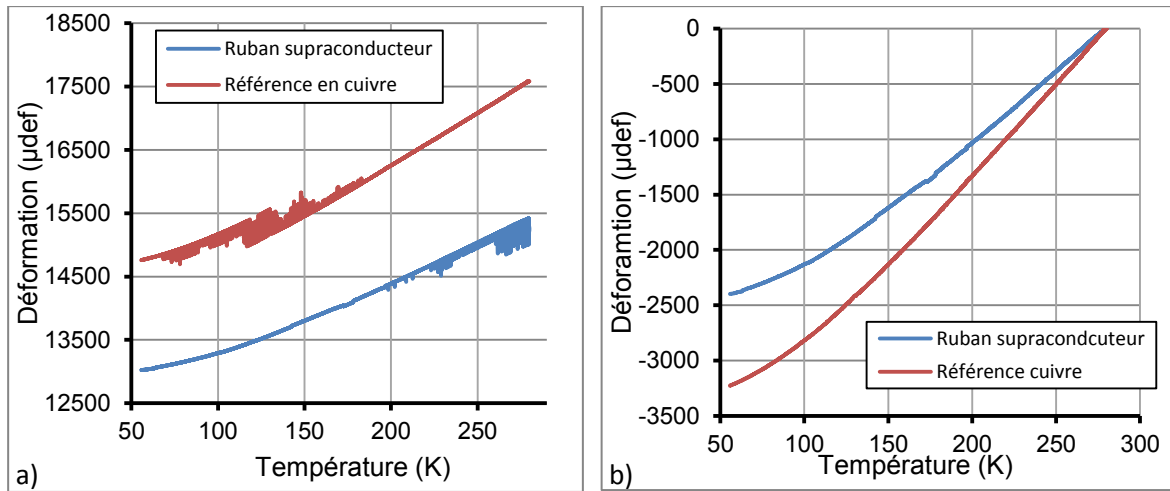 18500
17500
16500
15500
14500
13500
12500
Déformation (µdef)
Ruban supraconducteur
Référence en cuivre
50 100 150 200 250
Température (K)
a)
0
-500
-1000
-1500
-2000
-2500
-3000
-3500
Déforamtion (µdef)
Ruban supracondcuteur
Référence cuivre
50 100 150 200 250 300
Température (K)
b)